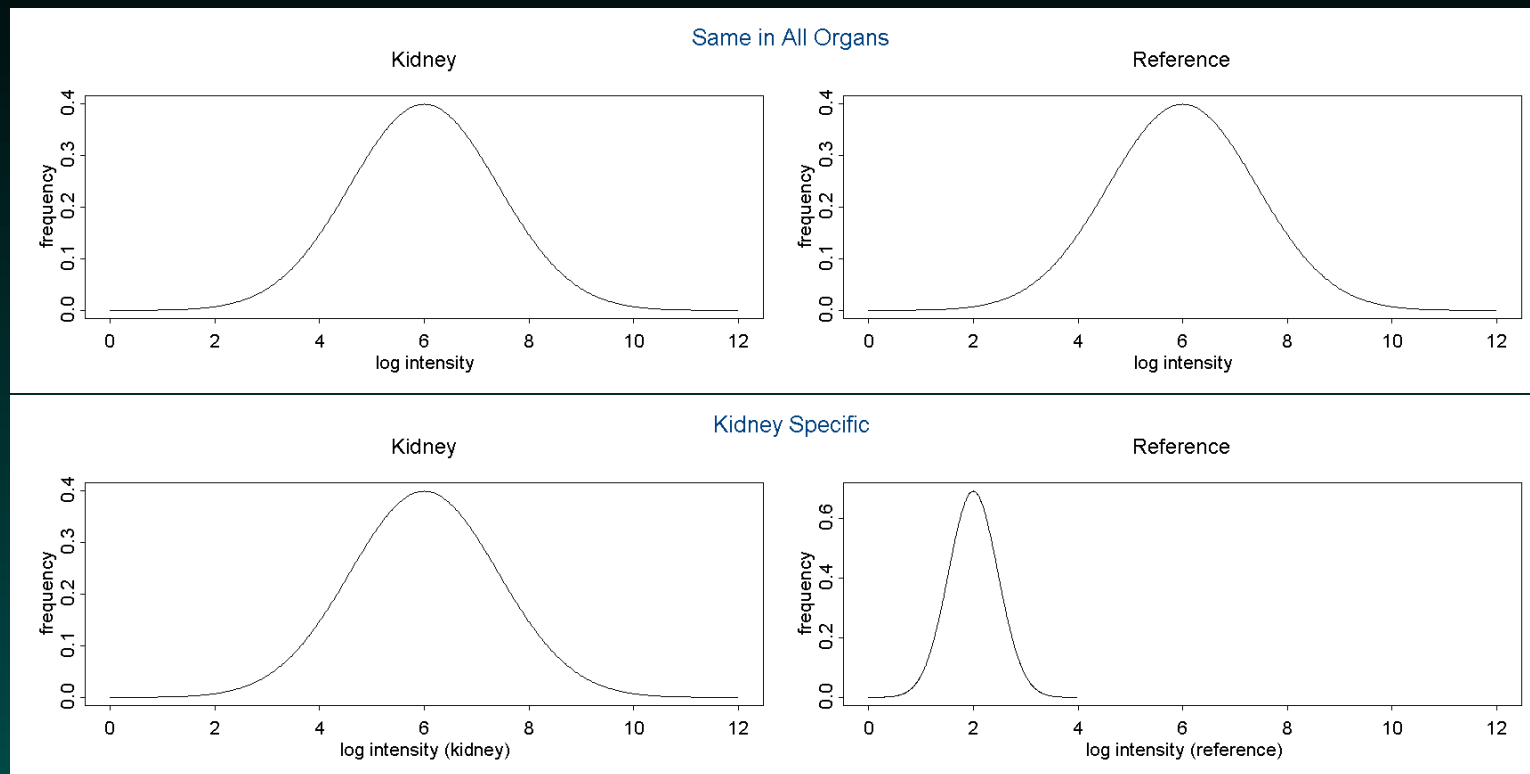 Same in All Organs
Kidney
Reference
frequency
0.0 0.1 0.2 0.3 0.4
0 2 4 6 8 10 12
log intensity
frequency
0.0 0.1 0.2 0.3 0.4
0 2 4 6 8 10 12
log intensity
Kidney Specific
Kidney
Reference
frequency
0.0 0.1 0.2 0.3 0.4
0 2 4 6 8 10 12
log intensity (kidney)
frequency
0.0 0.2 0.4 0.6
0 2 4 6 8 10 12
log intensity (reference)